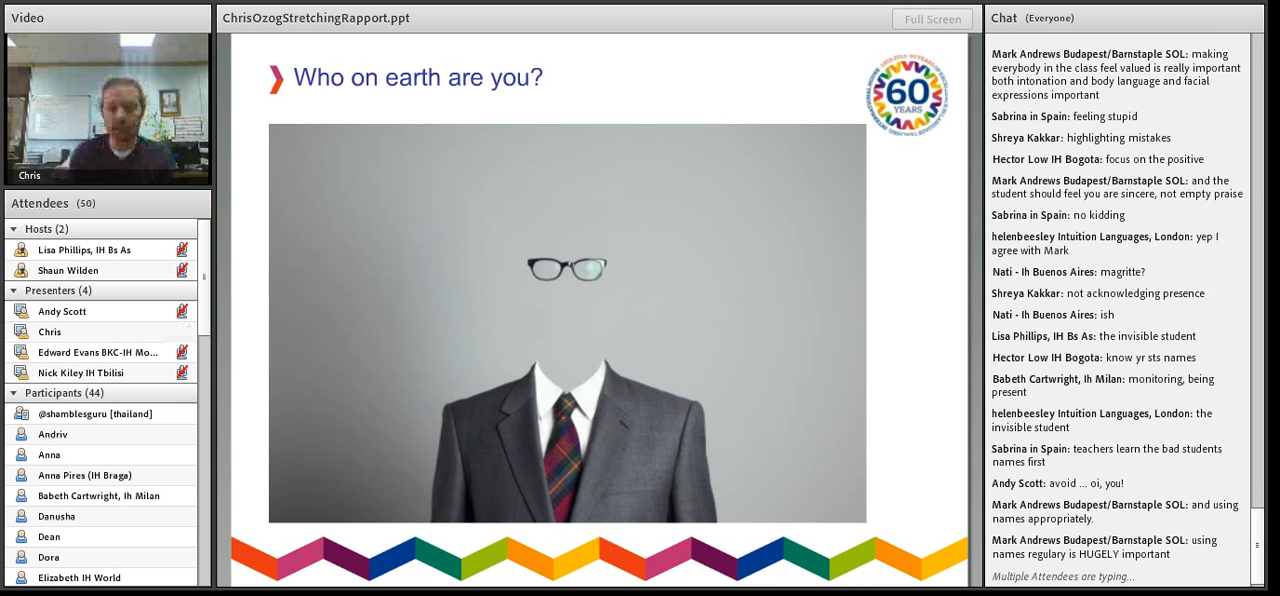 Video
Chris
Attendees (50)
Hosts (2)
Lisa Phillips, IH Bs As
Shaun Wilden
Presenters (4)
Andy Scott
Chris
Edward Evans BKC-IH Mo...
Nick Kiley IH Tbilisi
Participants (44)
@shamblesguru [thailand]
Andriv
Anna
Anna Pires (IH Braga)
Babeth Cartwright, Ih Milan
Danusha
Dean
Dora
Elizabeth IH World
ChrisOzogStretchingRapport.ppt
Full Screen
Who on earth are you?
60
YEARS
Chat (Everyone)
Mark Andrews Budapest/Barnstaple SOL: making
everybody in the class feel valued is really important
both intonation and body language and facial
expressions important
Sabrina in Spain: feeling stupid
Shreya Kakkar: highlighting mistakes
Hector Low IH Bogota: focus on the positive
Mark Andrews Budapest/Barnstaple SOL: and the
student should feel you are sincere, not empty praise
Sabrina in Spain: no kidding
helenbeesley Intuition Languages, London: yep I
agree with Mark
Nati - Ih Buenos Aires: magritte?
Shreya Kakkar: not acknowledging presence
Nati - Ih Buenos Aires: ish
Lisa Phillips, IH Bs As: the invisible student
Hector Low IH Bogota: know yr sts names
Babeth Cartwright, Ih Milan: monitoring, being
present
helenbeesley Intuition Languages, London: the
invisible student
Sabrina in Spain: teachers learn the bad students
names first
Andy Scott: avoid ... oi, you!
Mark Andrews Budapest/Barnstaple SOL: and using
names appropriately.
Mark Andrews Budapest/Barnstaple SOL: using
names regulary is HUGELY important
Multiple Attendees are typing...